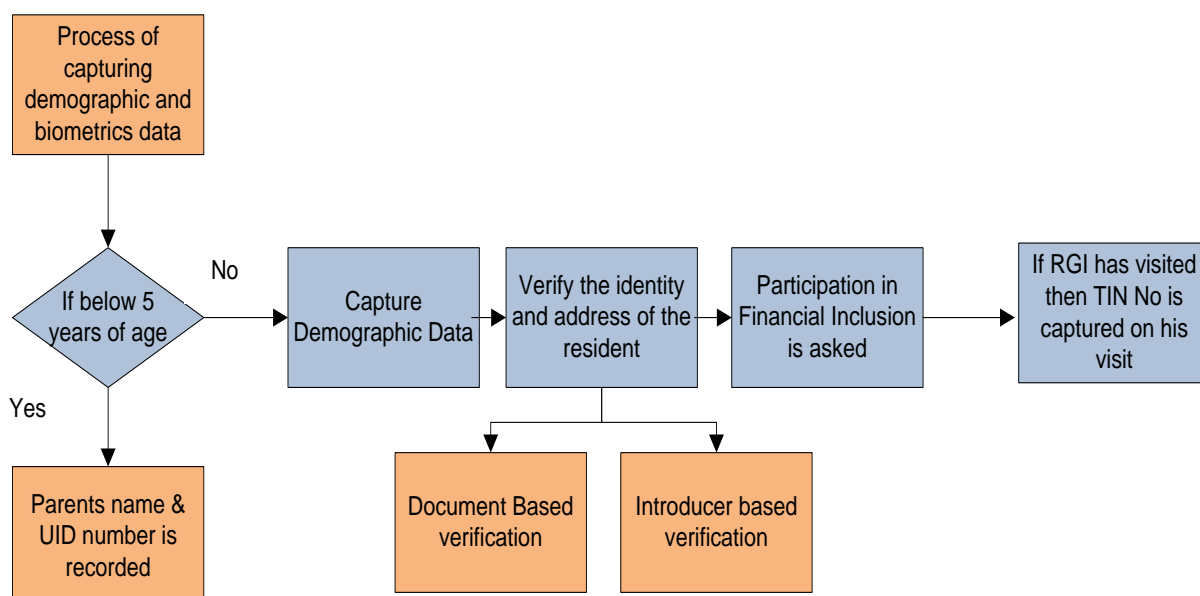 Process of
capturing
demographic and
biometrics data
If below 5
years of age
No
Yes
Capture
Demographic Data
Verify the identity
and address of the
resident
Participation in
Financial Inclusion
is asked
If RGI has visited
then TIN No is
captured on his
visit
Parents name &
UID number is
recorded
Document Based
verification
Introducer based
verification